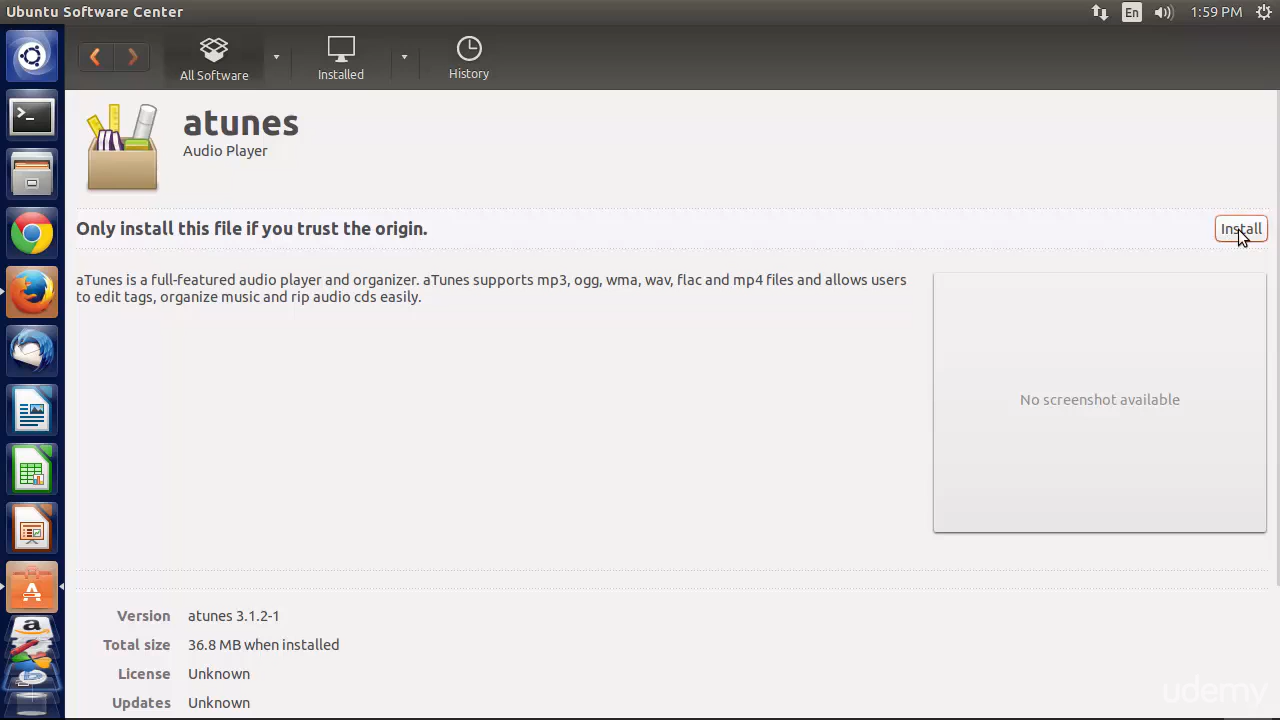 Ubuntu Software Center
En
1:59 PM
All Software
Installed
History
atunes
Audio Player
Only install this file if you trust the origin.
Install
aTunes is a full-featured audio player and organizer. aTunes supports mp3, ogg, wma, wav, flac and mp4 files and allows users
to edit tags, organize music and rip audio cds easily.
No screenshot available
Version atunes 3.1.2-1
Total size 36.8 MB when installed
License Unknown
Updates Unknown
udemy